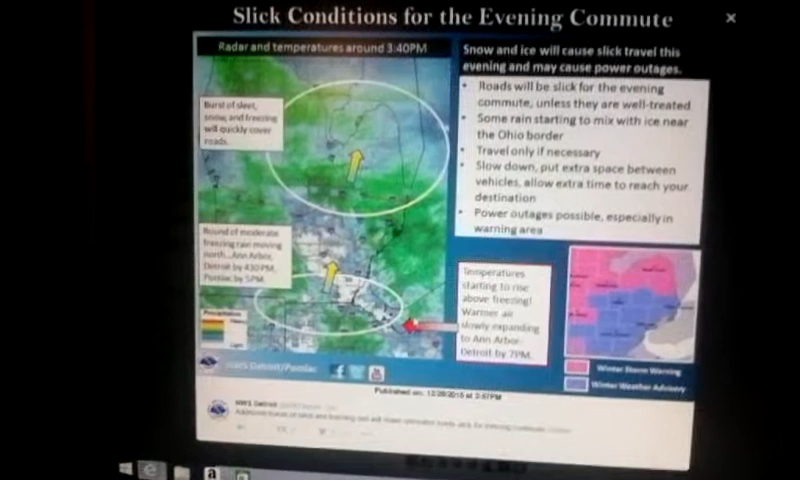 Slick Conditions for the Evening Commute
×
Radar and temperatures around 3:40PM
Snow and ice will cause slick travel this
evening and may cause power outages.
• Roads will be slick for the evening
commute, unless they are well-treated
• Some rain starting to mix with ice near
the Ohio border
• Travel only if necessary
• Slow down, put extra space between
vehicles, allow extra time to reach your
destination
• Power outages possible, especially in
warning area
Burst of sleet,
snow, and freezing
will quickly cover
roads.
Round of moderate
freezing rain moving
north...Ann Arbor,
Detroit by 430PM,
Pontiac by 5PM.
Temperatures
starting to rise
above freezing!
Warmer air
slowly expanding
to Ann Arbor-
Detroit by 7PM.
Precipitation
Winter Storm Warning
Winter Weather Advisory
NWS Detroit/Pontiac
f
You
Published on: 12/28/2015 at 3:57PM
NWS Detroit
e
a